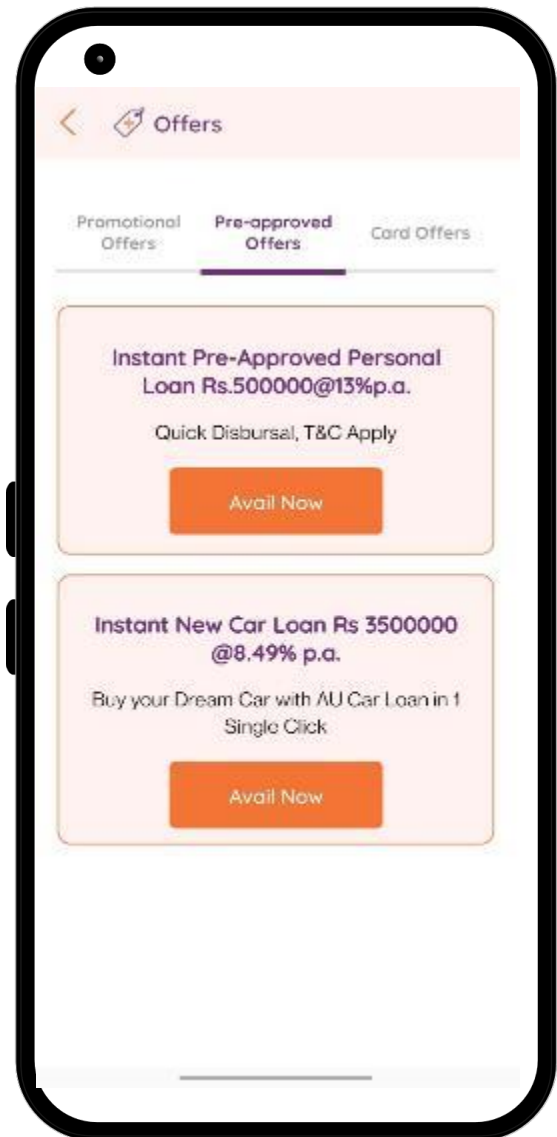 Offers
Promotional Offers
Pre-approved Offers
Card Offers
Instant Pre-Approved Personal
Loan Rs.500000@13%p.a.
Quick Disbursal, T&C Apply
Avail Now
Instant New Car Loan Rs 3500000
@8.49% p.a.
Buy your Dream Car with AU Car Loan in 1
Single Click
Avail Now